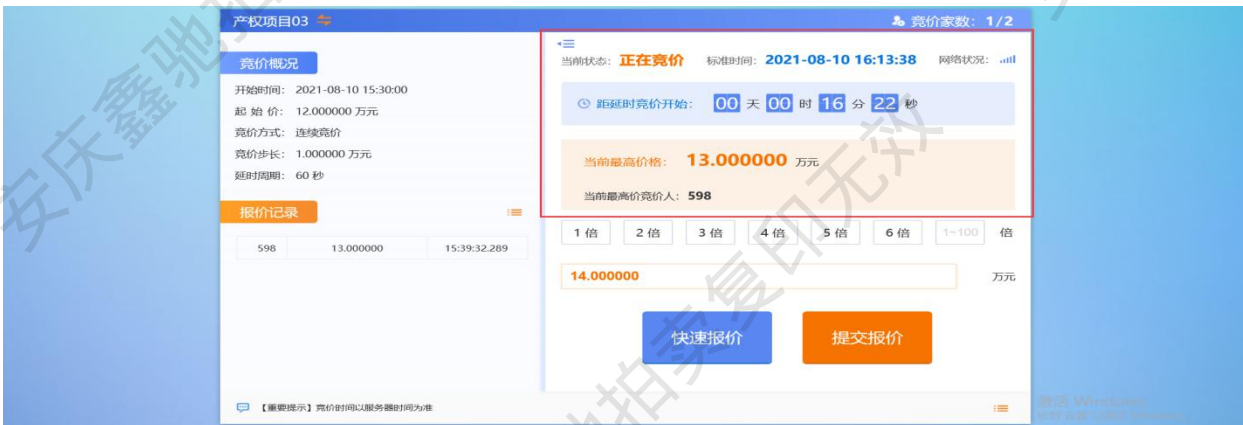 产权项目03
竞价家数: 1/2
竞价概况
开始时间: 2021-08-10 15:30:00
起 始 价: 12.000000 万元
竞价方式: 连续竞价
竞价步长: 1.000000 万元
延时周期: 60 秒
报价记录
598 13.000000 15:39:32.289
当前状态: 正在竞价 标准时间: 2021-08-10 16:13:38 网络状况:
距延时竞价开始: 00 天 00 时 16 分 22 秒
当前最高价格: 13.000000 万元
当前最高价竞价人: 598
1 倍 2 倍 3 倍 4 倍 5 倍 6 倍 1~100 倍
14.000000 万元
快速报价 提交报价
【重要提示】竞价时间以服务器时间为准
激活 Windows